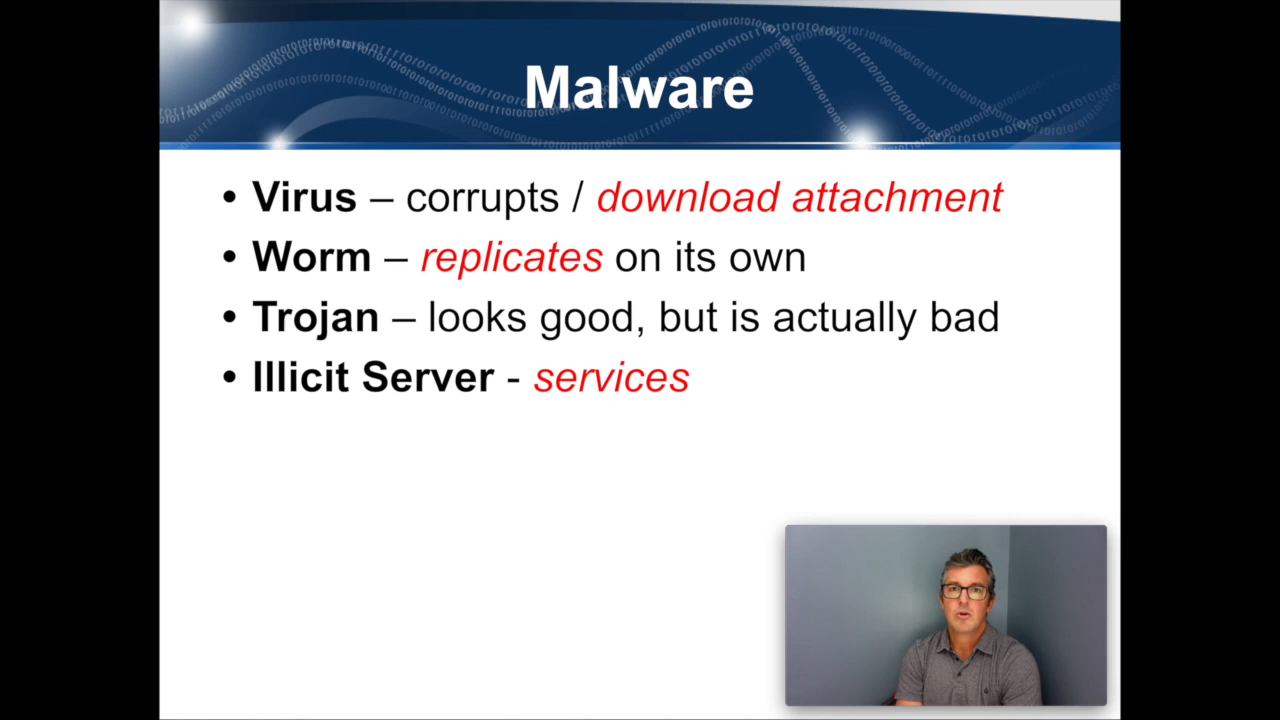 Malware
• Virus – corrupts / download attachment
• Worm – replicates on its own
• Trojan – looks good, but is actually bad
• Illicit Server - services